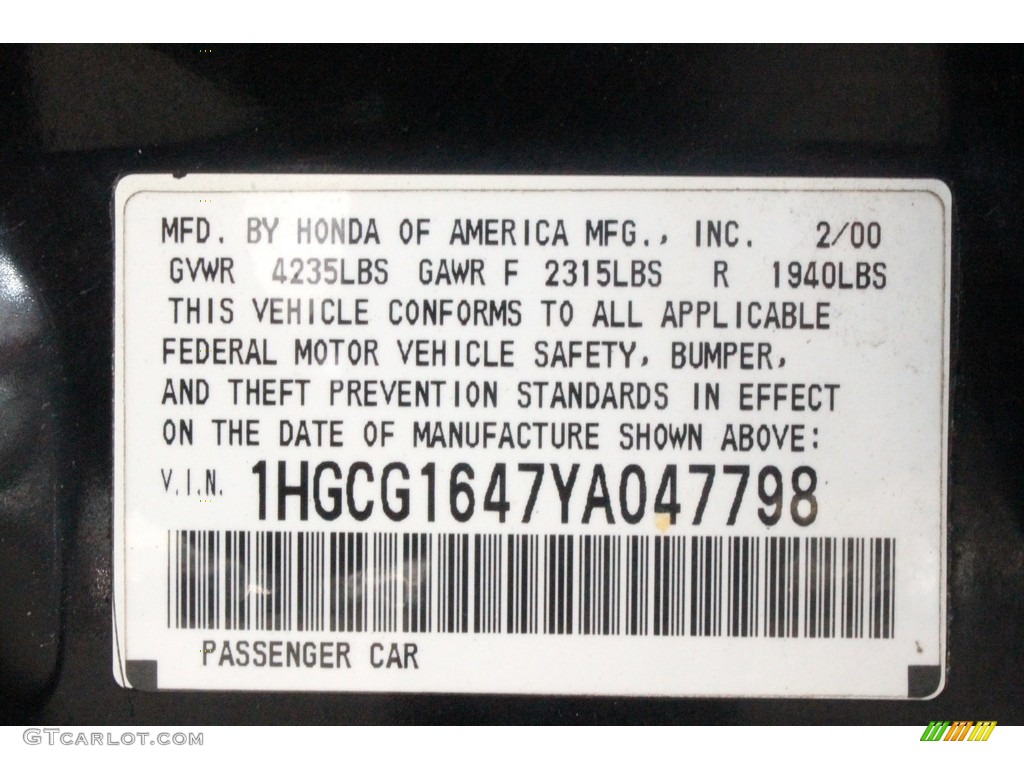 MFD. BY HONDA OF AMERICA MFG., INC. 2/00
GVWR 4235LBS GAWR F 2315LBS R 1940LBS
THIS VEHICLE CONFORMS TO ALL APPLICABLE
FEDERAL MOTOR VEHICLE SAFETY, BUMPER,
AND THEFT PREVENTION STANDARDS IN EFFECT
ON THE DATE OF MANUFACTURE SHOWN ABOVE:
V.I.N. 1HGCG1647YA047798
PASSENGER CAR
GTCARLOT.COM